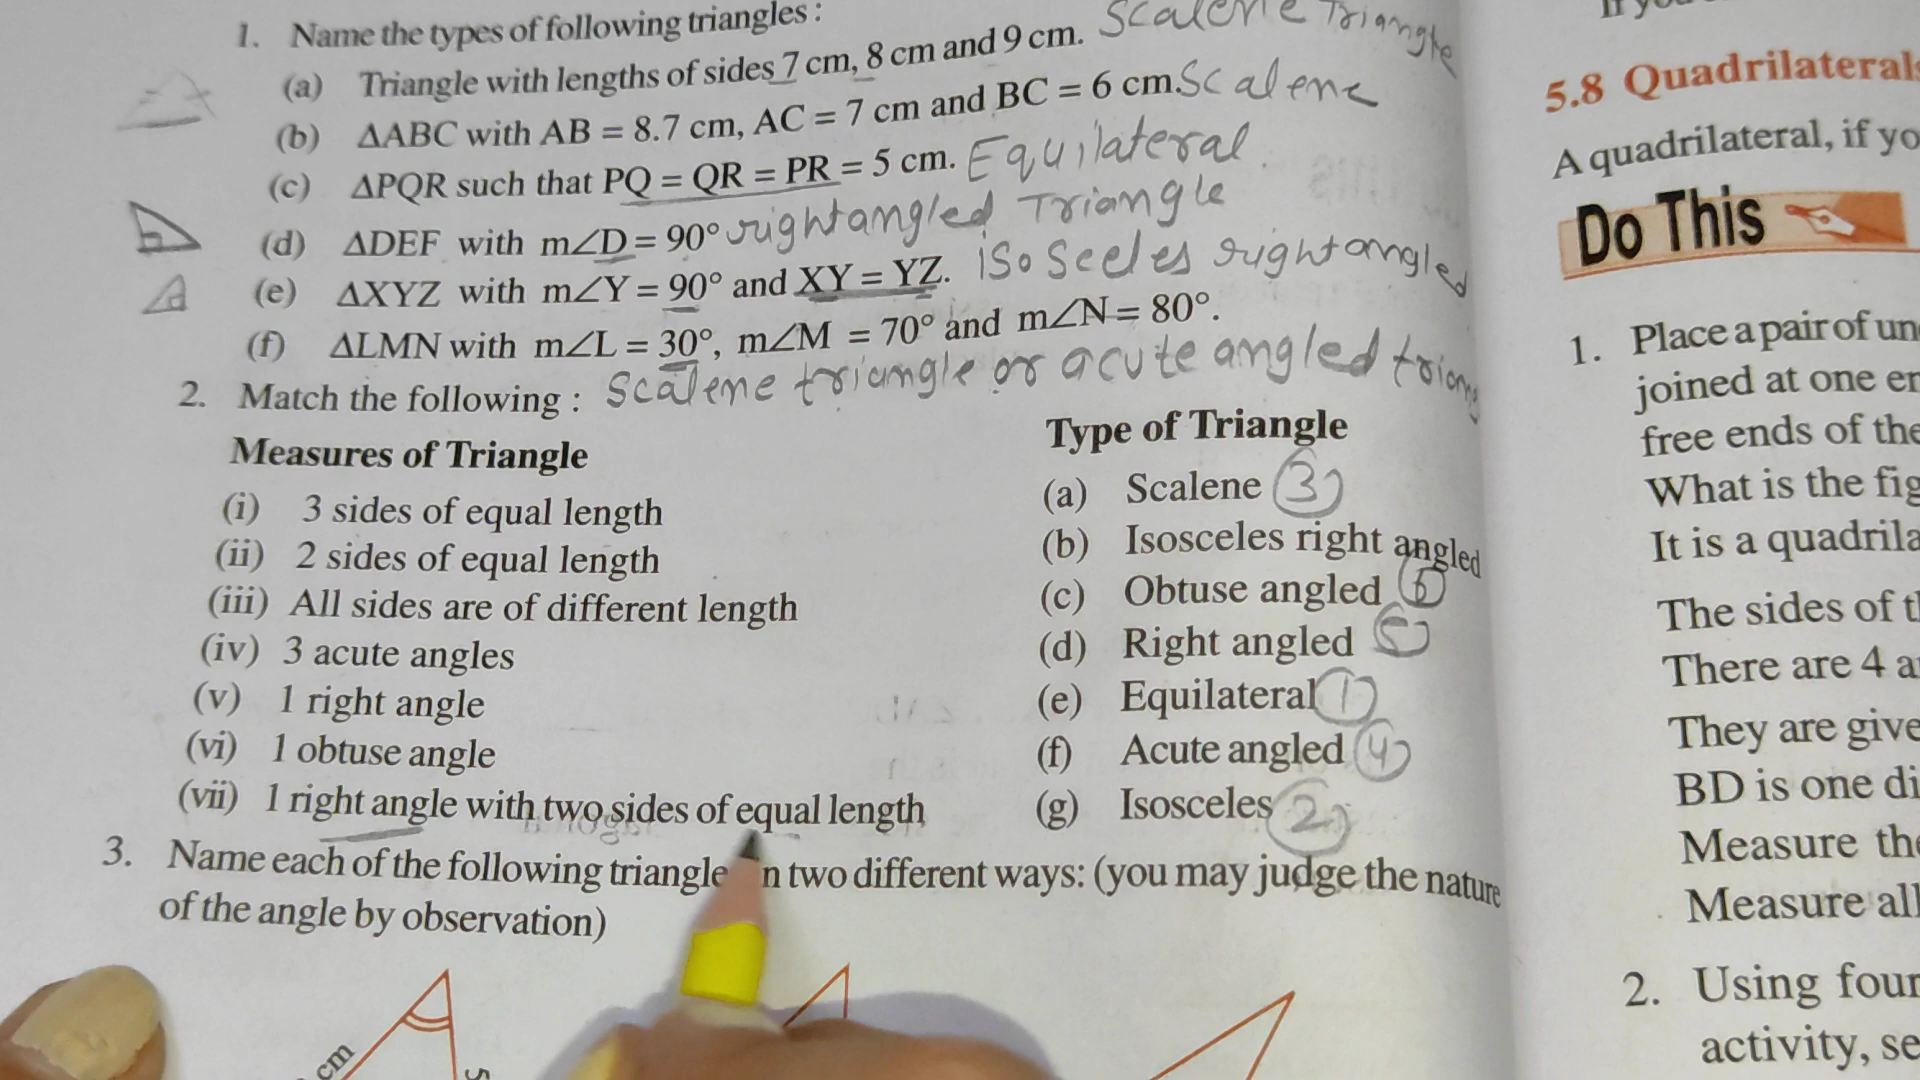 1. Name the types of following triangles :
(a) Triangle with lengths of sides 7 cm, 8 cm and 9 cm. Scalene Triangle
(b) ΔABC with AB = 8.7 cm, AC = 7 cm and BC = 6 cm. Scalene
(c) ΔPQR such that PQ = QR = PR = 5 cm. Equilateral
(d) ΔDEF with m∠D = 90° right angled Triangle
(e) ΔXYZ with m∠Y = 90° and XY = YZ. isosceles right angled
(f) ΔLMN with m∠L = 30°, m∠M = 70° and m∠N = 80°.
Scalene triangle or acute angled
2. Match the following :
Measures of Triangle Type of Triangle
(i) 3 sides of equal length (a) Scalene 3
(ii) 2 sides of equal length (b) Isosceles right angled
(iii) All sides are of different length (c) Obtuse angled 6
(iv) 3 acute angles (d) Right angled 5
(v) 1 right angle (e) Equilateral 1
(vi) 1 obtuse angle (f) Acute angled 4
(vii) 1 right angle with two sides of equal length (g) Isosceles 2
3. Name each of the following triangle n two different ways: (you may judge the nature
of the angle by observation)
cm 5
5.8 Quadrilaterals
A quadrilateral, if yo
Do This
1. Place a pair of un
joined at one en
free ends of the
What is the fig
It is a quadrila
The sides of t
There are 4 a
They are give
BD is one di
Measure the
Measure all
2. Using four
activity, se